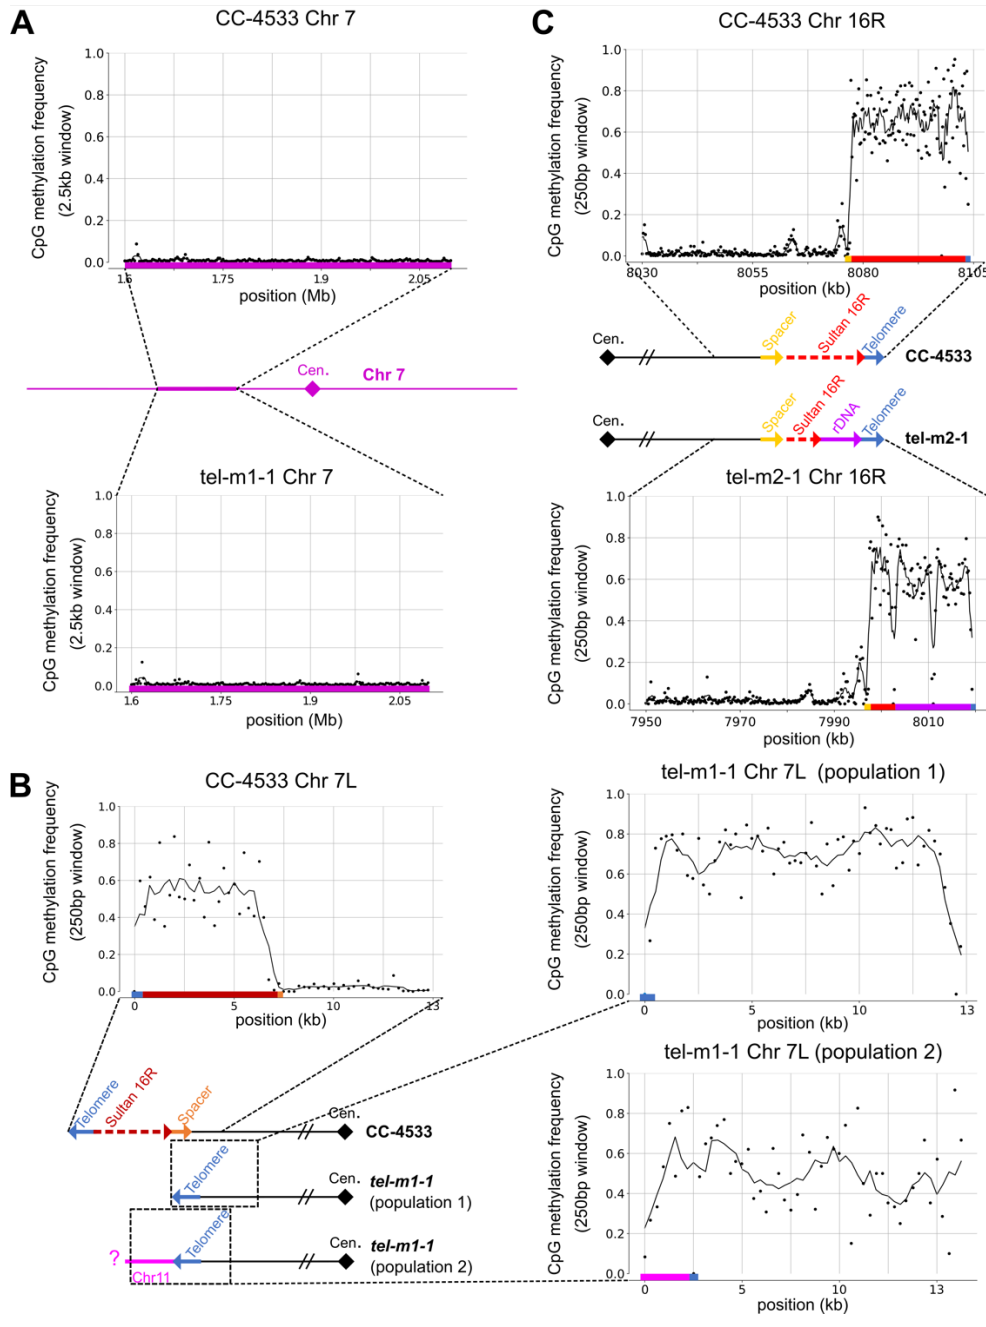 A
CC-4533 Chr 7
CpG methylation frequency
(2.5kb window)
1.0
0.8
0.6
0.4
0.2
0.0
1.6
1.75
1.9
2.05
position (Mb)
Cen.
Chr 7
tel-m1-1 Chr 7
CpG methylation frequency
(2.5kb window)
1.0
0.8
0.6
0.4
0.2
0.0
1.6
1.75
1.9
2.05
position (Mb)
C
CC-4533 Chr 16R
CpG methylation frequency
(250bp window)
1.0
0.8
0.6
0.4
0.2
0.0
8030
8055
8080
8105
position (kb)
Cen.
Spacer
Sultan 16R
Telomere
CC-4533
Cen.
Spacer
Sultan 16R
rDNA
Telomere
tel-m2-1
tel-m2-1 Chr 16R
CpG methylation frequency
(250bp window)
1.0
0.8
0.6
0.4
0.2
0.0
7950
7970
7990
8010
position (kb)
B
CC-4533 Chr 7L
CpG methylation frequency
(250bp window)
1.0
0.8
0.6
0.4
0.2
0.0
0
5
10
13
position (kb)
Telomere
Sultan 16R
Spacer
Cen.
CC-4533
Telomere
Cen.
tel-m1-1
(population 1)
?
Chr11
Telomere
Cen.
tel-m1-1
(population 2)
tel-m1-1 Chr 7L (population 1)
CpG methylation frequency
(250bp window)
1.0
0.8
0.6
0.4
0.2
0.0
0
5
10
13
position (kb)
tel-m1-1 Chr 7L (population 2)
CpG methylation frequency
(250bp window)
1.0
0.8
0.6
0.4
0.2
0.0
0
5
10
13
position (kb)